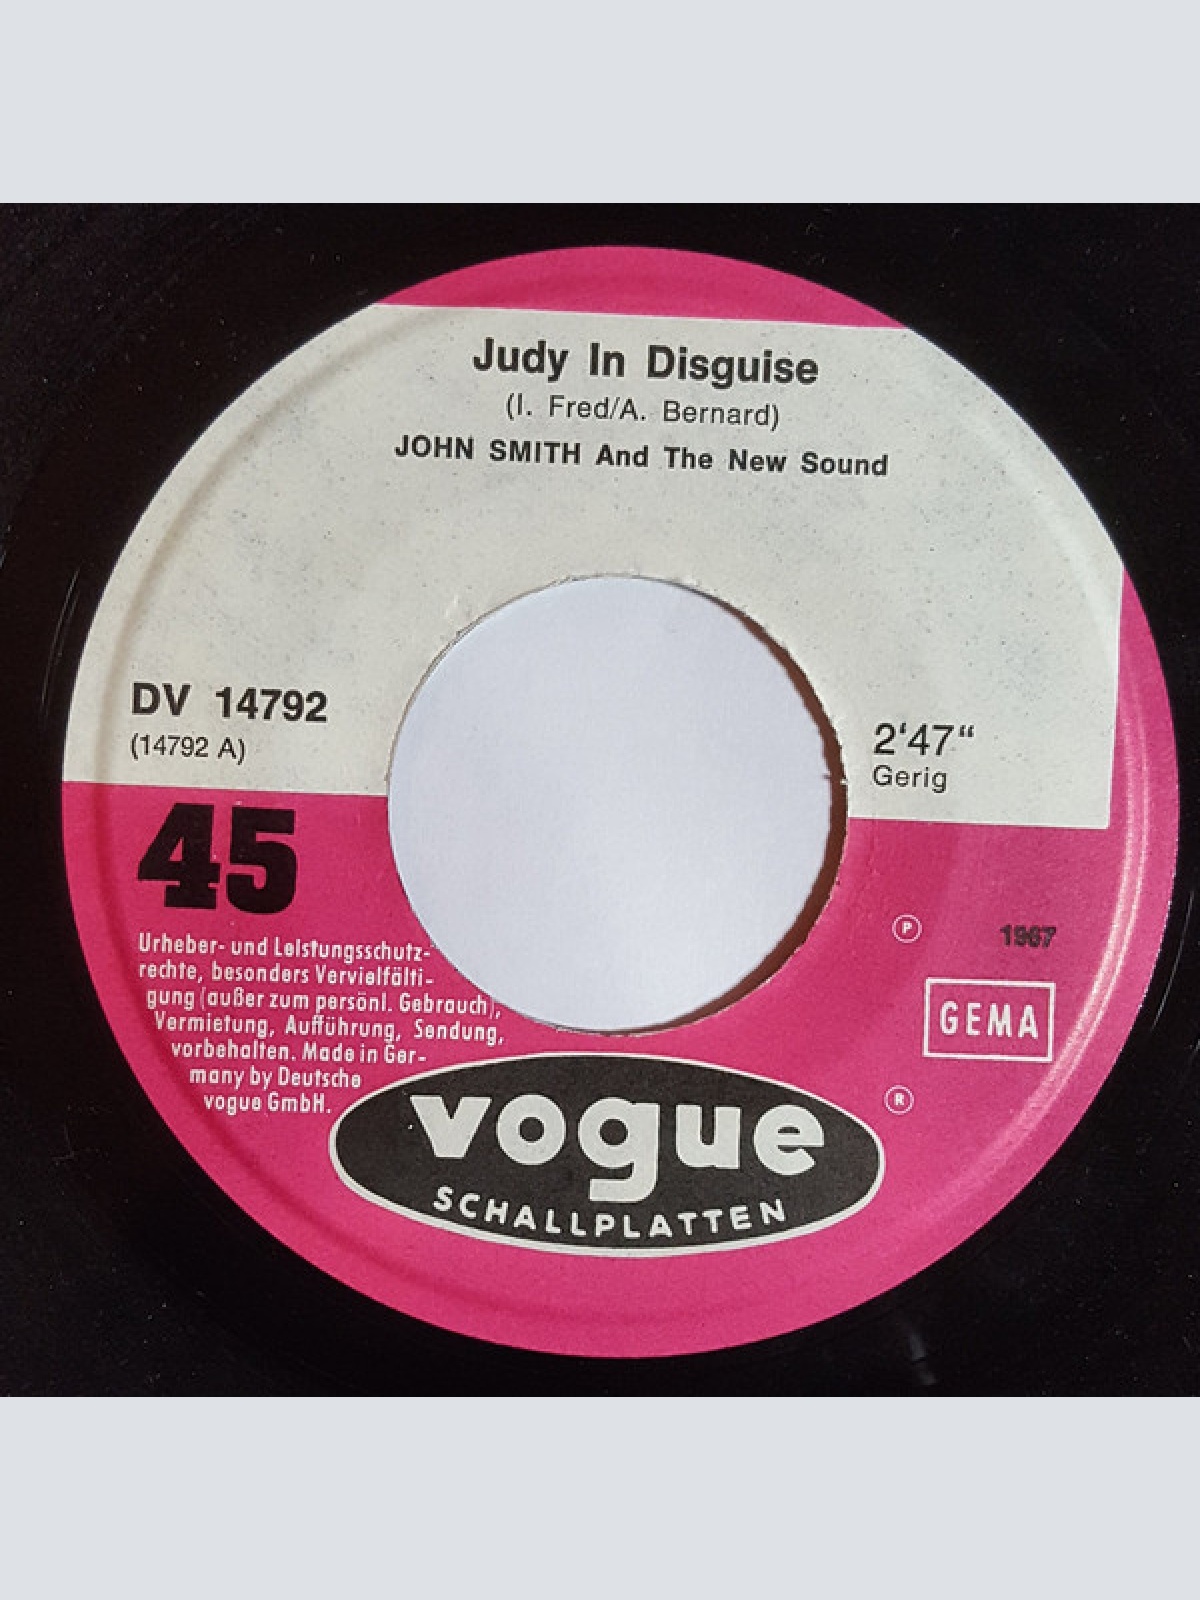 Judy In Disguise
(I. Fred/A. Bernard)
JOHN SMITH And The New Sound
DV 14792
(14792 A)
2'47"
Gerig
45
Urheber- und Leistungsschutz-
rechte, besonders Vervielfälti-
gung (außer zum persönl. Gebrauch),
Vermietung, Aufführung, Sendung,
vorbehalten. Made in Ger-
many by Deutsche
vogue GmbH.
℗ 1967
GEMA
®
vogue
SCHALLPLATTEN